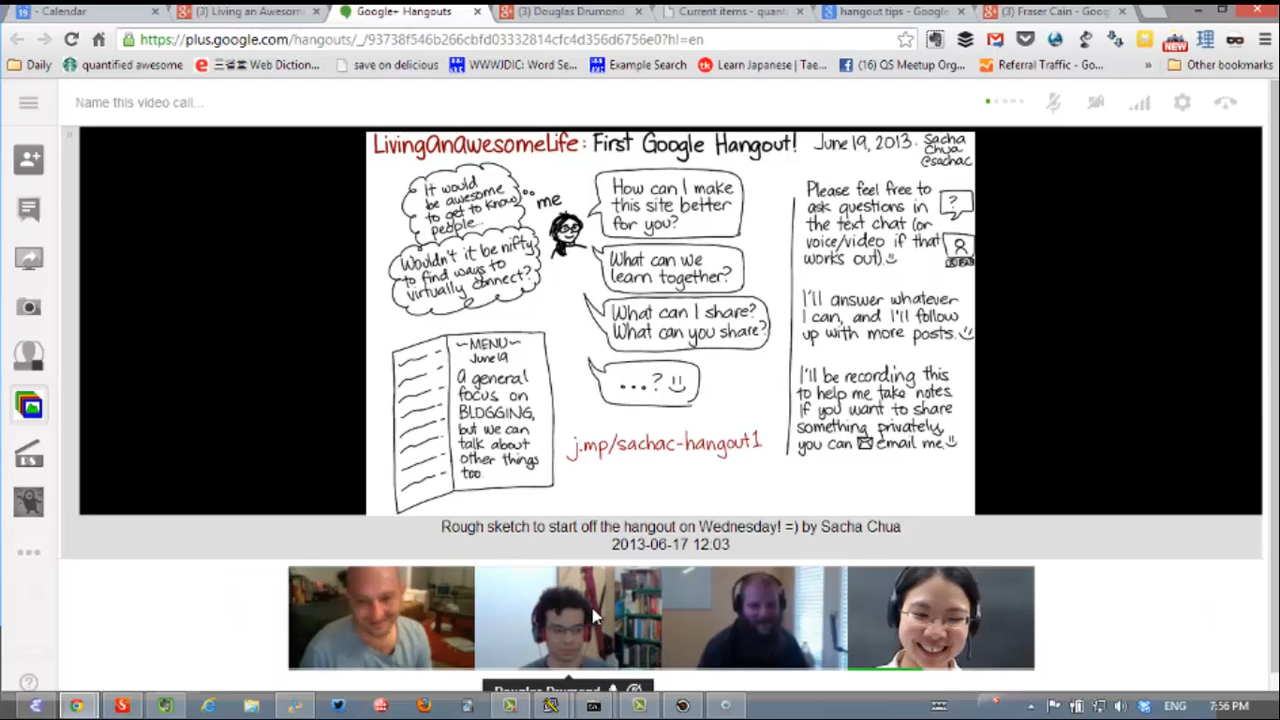 - Calendar
(3) Living an Awesom
Google+ Hangouts
(3) Douglas Drumond
Current items - quant
hangout tips - Google
(3) Fraser Cain - Goog
https://plus.google.com/hangouts/_/93738f546b266cbfd03332814cfc4d356d6756e0?hl=en
NEW
理
Daily
quantified awesome
三省堂 Web Diction...
save on delicious
WWWJDIC: Word Se...
Example Search
Learn Japanese | Tae...
(16) QS Meetup Org...
Referral Traffic - Go...
»
Other bookmarks
Name this video call...
LivingAnAwesomeLife: First Google Hangout!
June 19, 2013.
Sacha
Chua
@sachac
It would
be awesome
to get to know
people...
me
Wouldn't it be nifty
to find ways to
virtually connect?
How can I make
this site better
for you?
What can we
learn together?
What can I share?
What can you share?
...?
~MENU~
June 19
A general
focus on
BLOGGING,
but we can
talk about
other things
too.
j.mp/sachac-hangout1
Please feel free to
ask questions in
the text chat (or
voice/video if that
works out).
?
I'll answer whatever
I can, and I'll follow
up with more posts.
I'll be recording this
to help me take notes.
If you want to share
something privately,
you can email me.
Rough sketch to start off the hangout on Wednesday! =) by Sacha Chua
2013-06-17 12:03
Douglas Drumond
ENG
7:56 PM